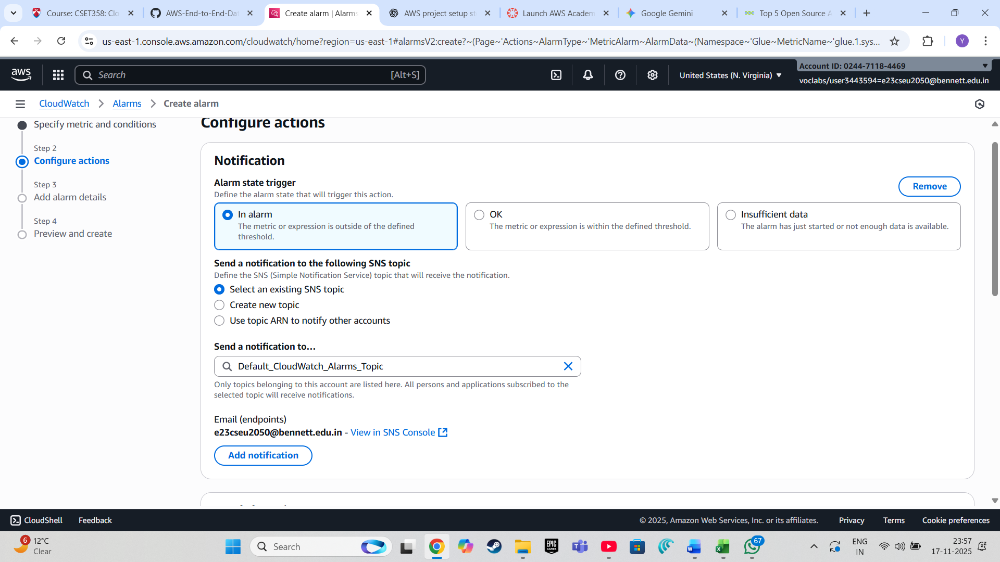 Course: CSET358: Clo
AWS-End-to-End-Dat
Create alarm | Alarms
AWS project setup st
Launch AWS Academ
Google Gemini
Top 5 Open Source A
us-east-1.console.aws.amazon.com/cloudwatch/home?region=us-east-1#alarmsV2:create?~(Page~'Actions~AlarmType~'MetricAlarm~AlarmData~(Namespace~'Glue~MetricName~'glue.1.sys...
Y
aws
Search
[Alt+S]
United States (N. Virginia)
Account ID: 0244-7118-4469
voclabs/user3443594=e23cseu2050@bennett.edu.in
CloudWatch
Alarms
Create alarm
Specify metric and conditions
Step 2
Configure actions
Step 3
Add alarm details
Step 4
Preview and create
Configure actions
Notification
Alarm state trigger
Define the alarm state that will trigger this action.
Remove
In alarm
The metric or expression is outside of the defined
threshold.
OK
The metric or expression is within the defined threshold.
Insufficient data
The alarm has just started or not enough data is available.
Send a notification to the following SNS topic
Define the SNS (Simple Notification Service) topic that will receive the notification.
Select an existing SNS topic
Create new topic
Use topic ARN to notify other accounts
Send a notification to…
Default_CloudWatch_Alarms_Topic
Only topics belonging to this account are listed here. All persons and applications subscribed to the
selected topic will receive notifications.
Email (endpoints)
e23cseu2050@bennett.edu.in - View in SNS Console
Add notification
CloudShell
Feedback
© 2025, Amazon Web Services, Inc. or its affiliates.
Privacy
Terms
Cookie preferences
6
12°C
Clear
Search
EPIC
GAMES
67
ENG
IN
23:57
17-11-2025